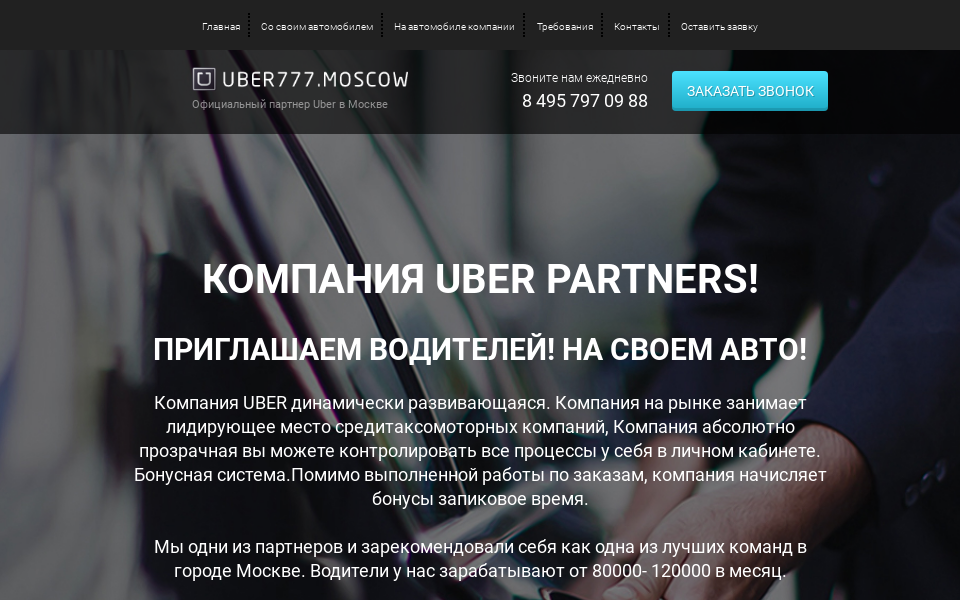 Главная
Со своим автомобилем
На автомобиле компании
Требования
Контакты
Оставить заявку
UBER777.MOSCOW
Официальный партнер Uber в Москве
Звоните нам ежедневно
8 495 797 09 88
ЗАКАЗАТЬ ЗВОНОК
КОМПАНИЯ UBER PARTNERS!
ПРИГЛАШАЕМ ВОДИТЕЛЕЙ! НА СВОЕМ АВТО!
Компания UBER динамически развивающаяся. Компания на рынке занимает
лидирующее место средитаксомоторных компаний, Компания абсолютно
прозрачная вы можете контролировать все процессы у себя в личном кабинете.
Бонусная система.Помимо выполненной работы по заказам, компания начисляет
бонусы запиковое время.
Мы одни из партнеров и зарекомендовали себя как одна из лучших команд в
городе Москве. Водители у нас зарабатывают от 80000- 120000 в месяц.